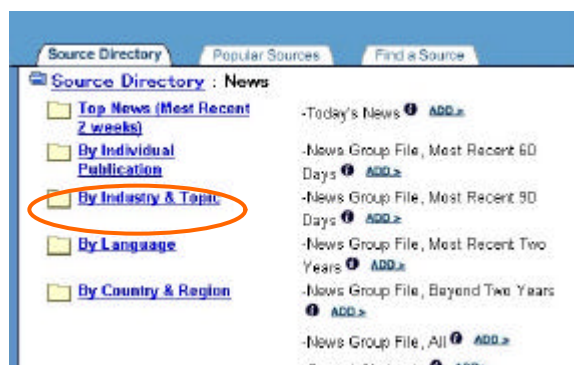 Source Directory Popular Sources Find a Source
Source Directory : News
Top News (Most Recent
2 weeks)
By Individual
Publication
By Industry & Topic
By Language
By Country & Region
-Today's News ADD >
-News Group File, Most Recent 60
Days ADD >
-News Group File, Most Recent 90
Days ADD >
-News Group File, Most Recent Two
Years ADD >
-News Group File, Beyond Two Years
ADD >
-News Group File, All ADD >